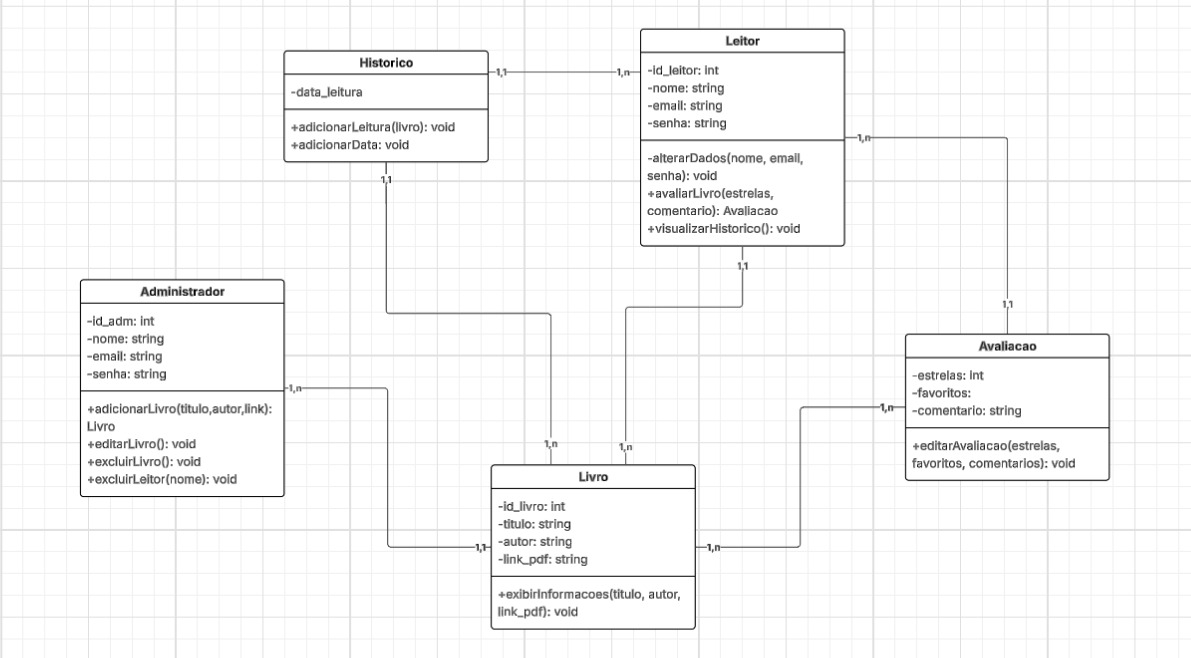 Historico
-data_leitura
+adicionarLeitura(livro): void
+adicionarData: void
1,1
1,n
1,1
Leitor
-id_leitor: int
-nome: string
-email: string
-senha: string
-alterarDados(nome, email,
senha): void
+avaliarLivro(estrelas,
comentario): Avaliacao
+visualizarHistorico(): void
1,n
1,1
1,1
Administrador
-id_adm: int
-nome: string
-email: string
-senha: string
+adicionarLivro(titulo,autor,link):
Livro
+editarLivro(): void
+excluirLivro(): void
+excluirLeitor(nome): void
1,n
1,1
Avaliacao
-estrelas: int
-favoritos:
-comentario: string
+editarAvaliacao(estrelas,
favoritos, comentarios): void
1,n
1,n
1,n
1,n
Livro
-id_livro: int
-titulo: string
-autor: string
-link_pdf: string
+exibirInformacoes(titulo, autor,
link_pdf): void